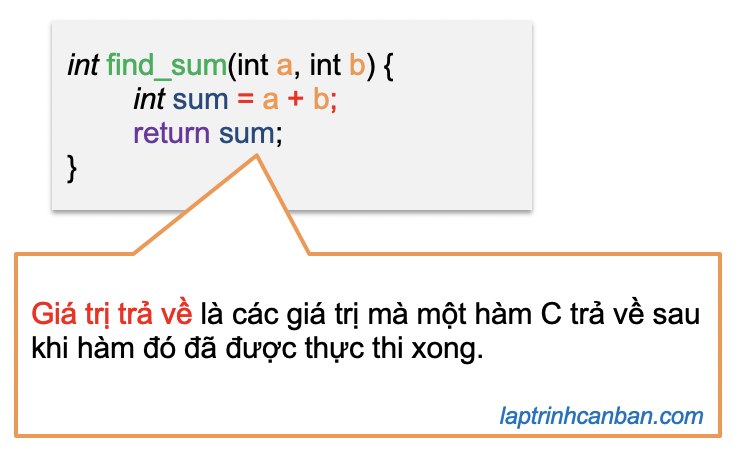 int find_sum(int a, int b) {
int sum = a + b;
return sum;
}
Giá trị trả về là các giá trị mà một hàm C trả về sau
khi hàm đó đã được thực thi xong.
laptrinhcanban.com